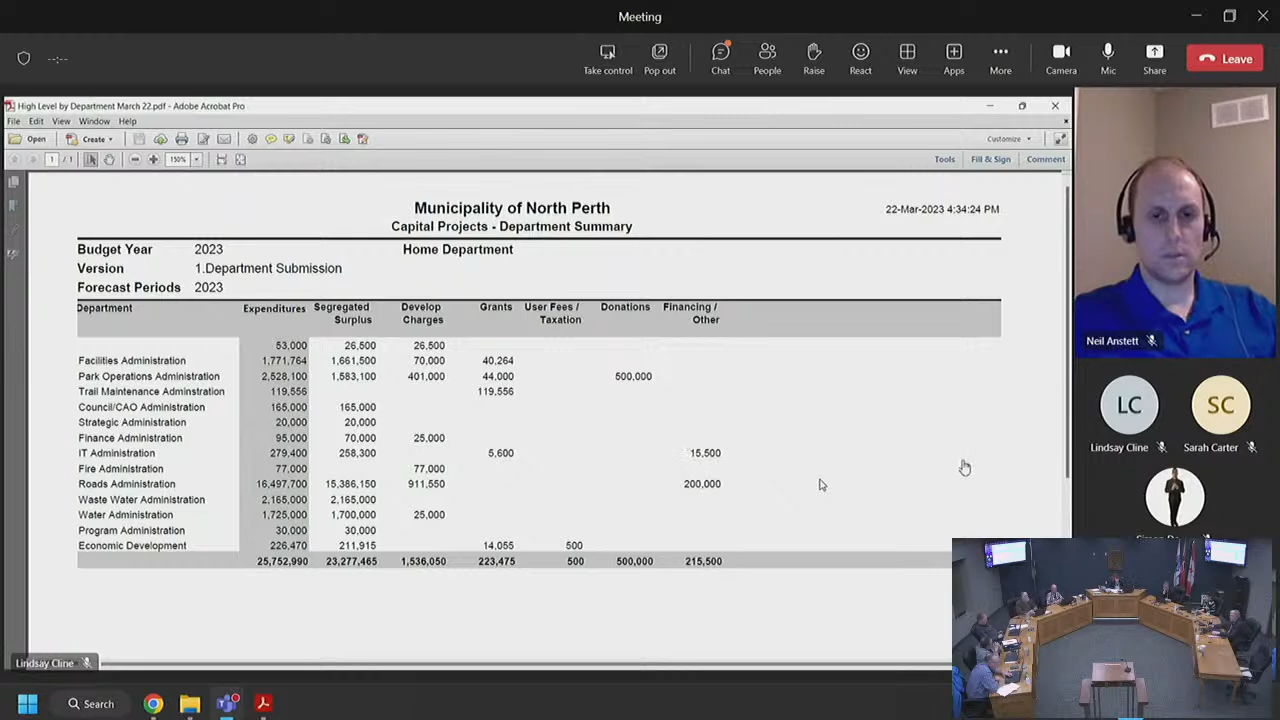 Meeting
--:--
Take control
Pop out
Chat
People
Raise
React
View
Apps
More
Camera
Mic
Share
Leave
High Level by Department March 22.pdf - Adobe Acrobat Pro
File Edit View Window Help
Open Create Customize
1 / 1 150% Tools Fill & Sign Comment
Municipality of North Perth
22-Mar-2023 4:34:24 PM
Capital Projects - Department Summary
Budget Year 2023 Home Department
Version 1.Department Submission
Forecast Periods 2023
Department Expenditures Segregated Surplus Develop Charges Grants User Fees / Taxation Donations Financing / Other
53,000 26,500 26,500
Facilities Administration 1,771,764 1,661,500 70,000 40,264
Park Operations Administration 2,528,100 1,583,100 401,000 44,000 500,000
Trail Maintenance Adminstration 119,556 119,556
Council/CAO Administration 165,000 165,000
Strategic Administration 20,000 20,000
Finance Administration 95,000 70,000 25,000
IT Administration 279,400 258,300 5,600 15,500
Fire Administration 77,000 77,000
Roads Administration 16,497,700 15,386,150 911,550 200,000
Waste Water Administration 2,165,000 2,165,000
Water Administration 1,725,000 1,700,000 25,000
Program Administration 30,000 30,000
Economic Development 226,470 211,915 14,055 500
25,752,990 23,277,465 1,536,050 223,475 500 500,000 215,500
Neil Anstett
LC
SC
Lindsay Cline
Sarah Carter
Lindsay Cline
Search